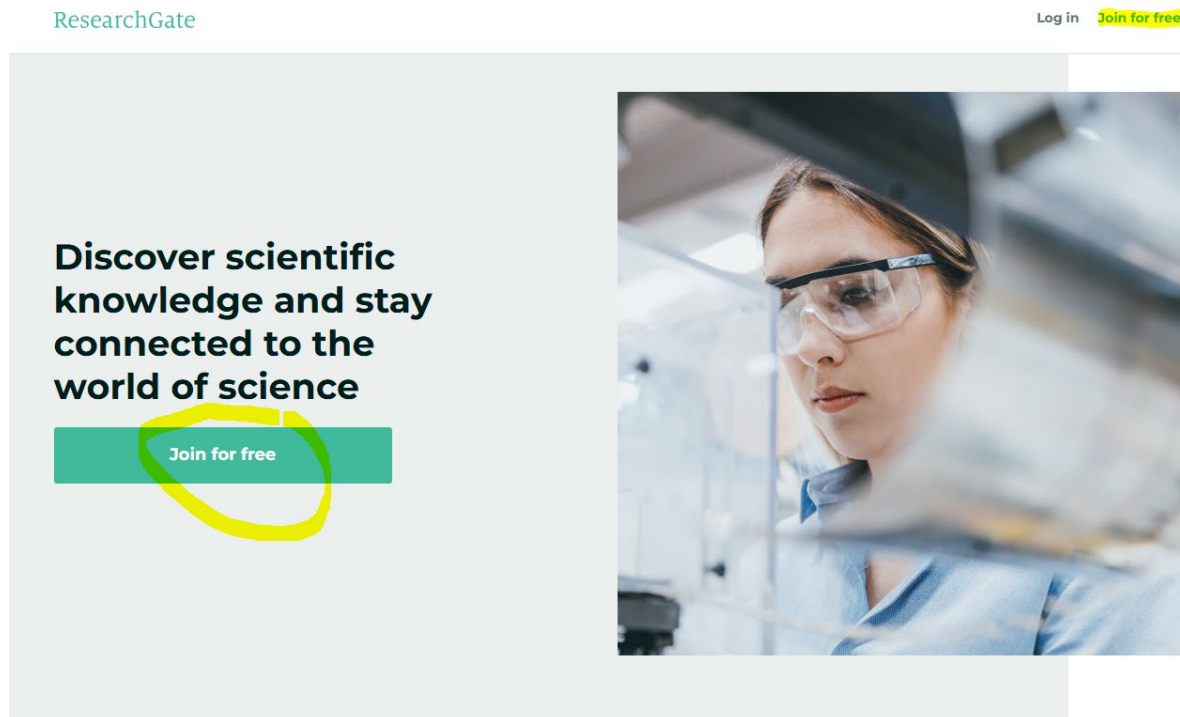 ResearchGate
Log in Join for free
Discover scientific
knowledge and stay
connected to the
world of science
Join for free